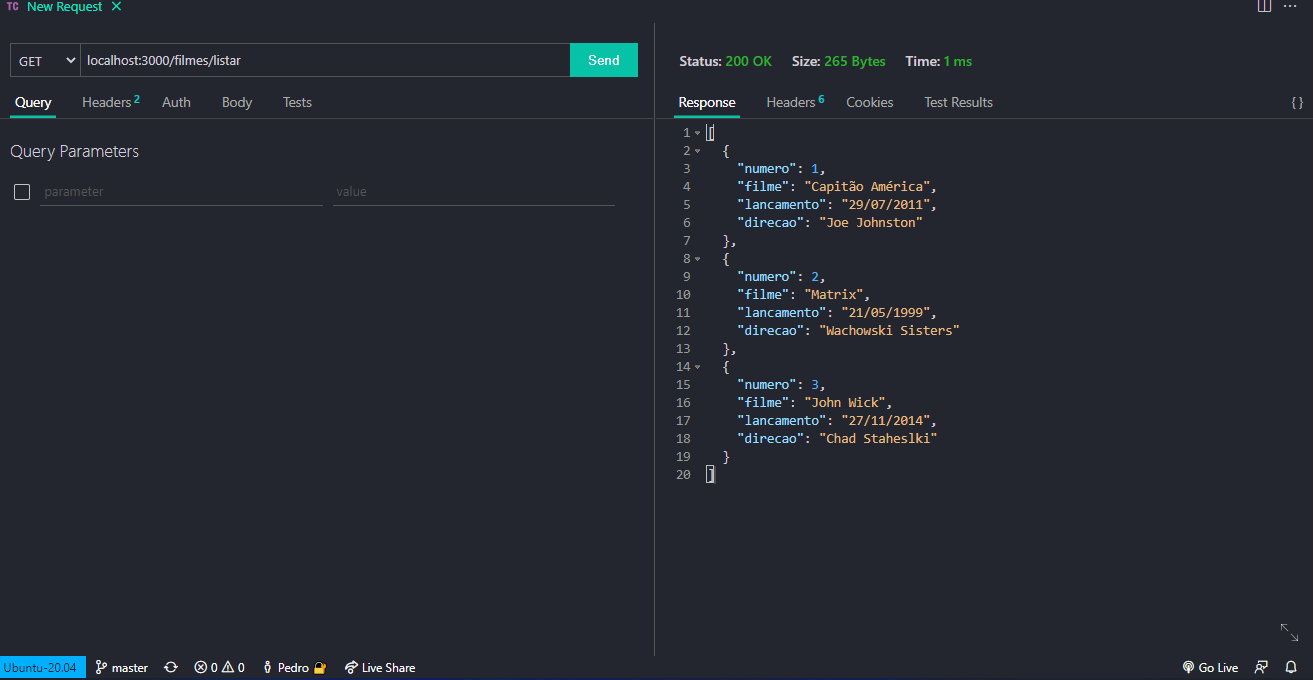 TC New Request
GET localhost:3000/filmes/listar Send
Query Headers 2 Auth Body Tests
Query Parameters
parameter value
Status: 200 OK Size: 265 Bytes Time: 1 ms
Response Headers 6 Cookies Test Results {}
1 [
2 {
3 "numero": 1,
4 "filme": "Capitão América",
5 "lancamento": "29/07/2011",
6 "direcao": "Joe Johnston"
7 },
8 {
9 "numero": 2,
10 "filme": "Matrix",
11 "lancamento": "21/05/1999",
12 "direcao": "Wachowski Sisters"
13 },
14 {
15 "numero": 3,
16 "filme": "John Wick",
17 "lancamento": "27/11/2014",
18 "direcao": "Chad Staheslki"
19 }
20 ]
Ubuntu-20.04 master 0 0 Pedro Live Share Go Live